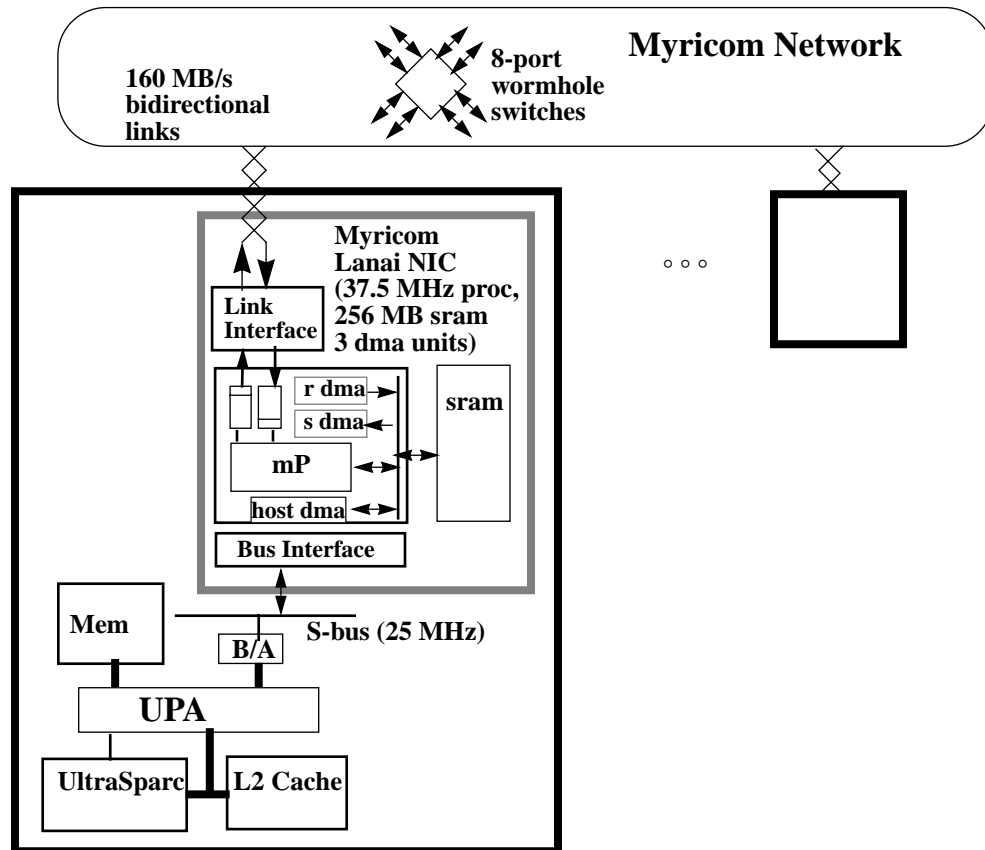 Myricom Network
160 MB/s
bidirectional
links
8-port
wormhole
switches
Myricom
Lanai NIC
(37.5 MHz proc,
256 MB sram
3 dma units)
Link
Interface
r dma
s dma
sram
mP
host dma
Bus Interface
S-bus (25 MHz)
Mem
B/A
UPA
UltraSparc
L2 Cache